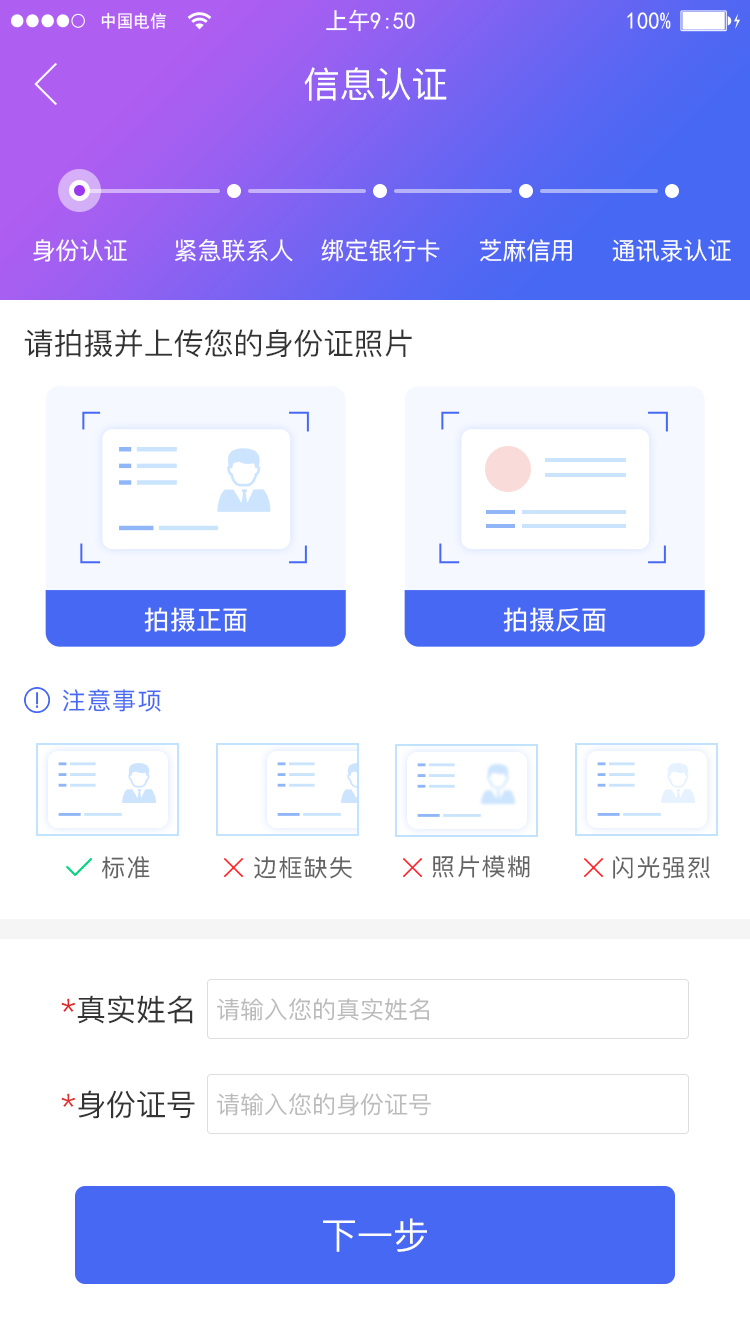 中国电信 上午9:50 100%
信息认证
身份认证 紧急联系人 绑定银行卡 芝麻信用 通讯录认证
请拍摄并上传您的身份证照片
拍摄正面 拍摄反面
注意事项
标准 边框缺失 照片模糊 闪光强烈
*真实姓名 请输入您的真实姓名
*身份证号 请输入您的身份证号
下一步